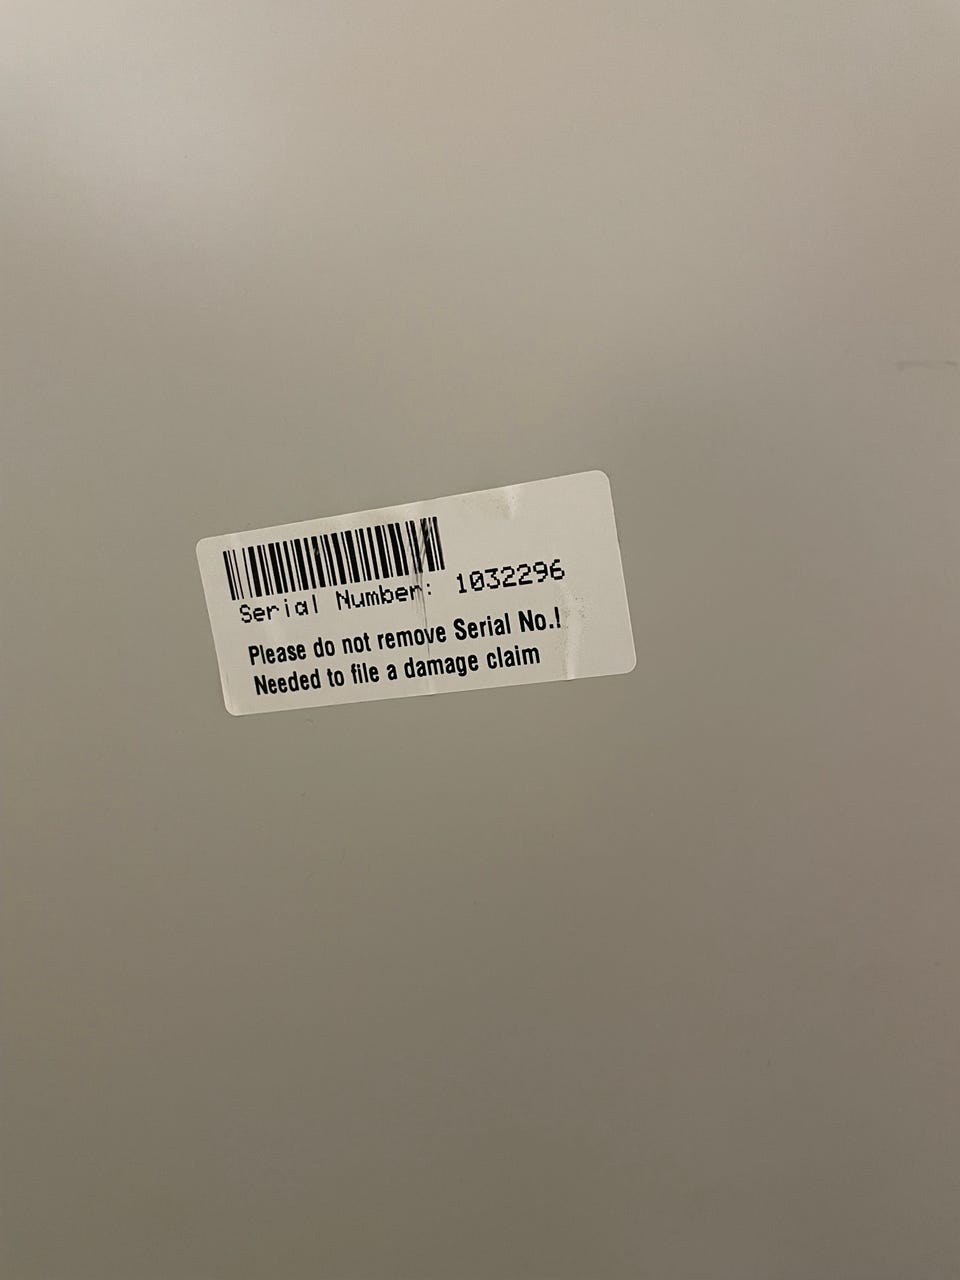 Serial Number: 1032296
Please do not remove Serial No.!
Needed to file a damage claim